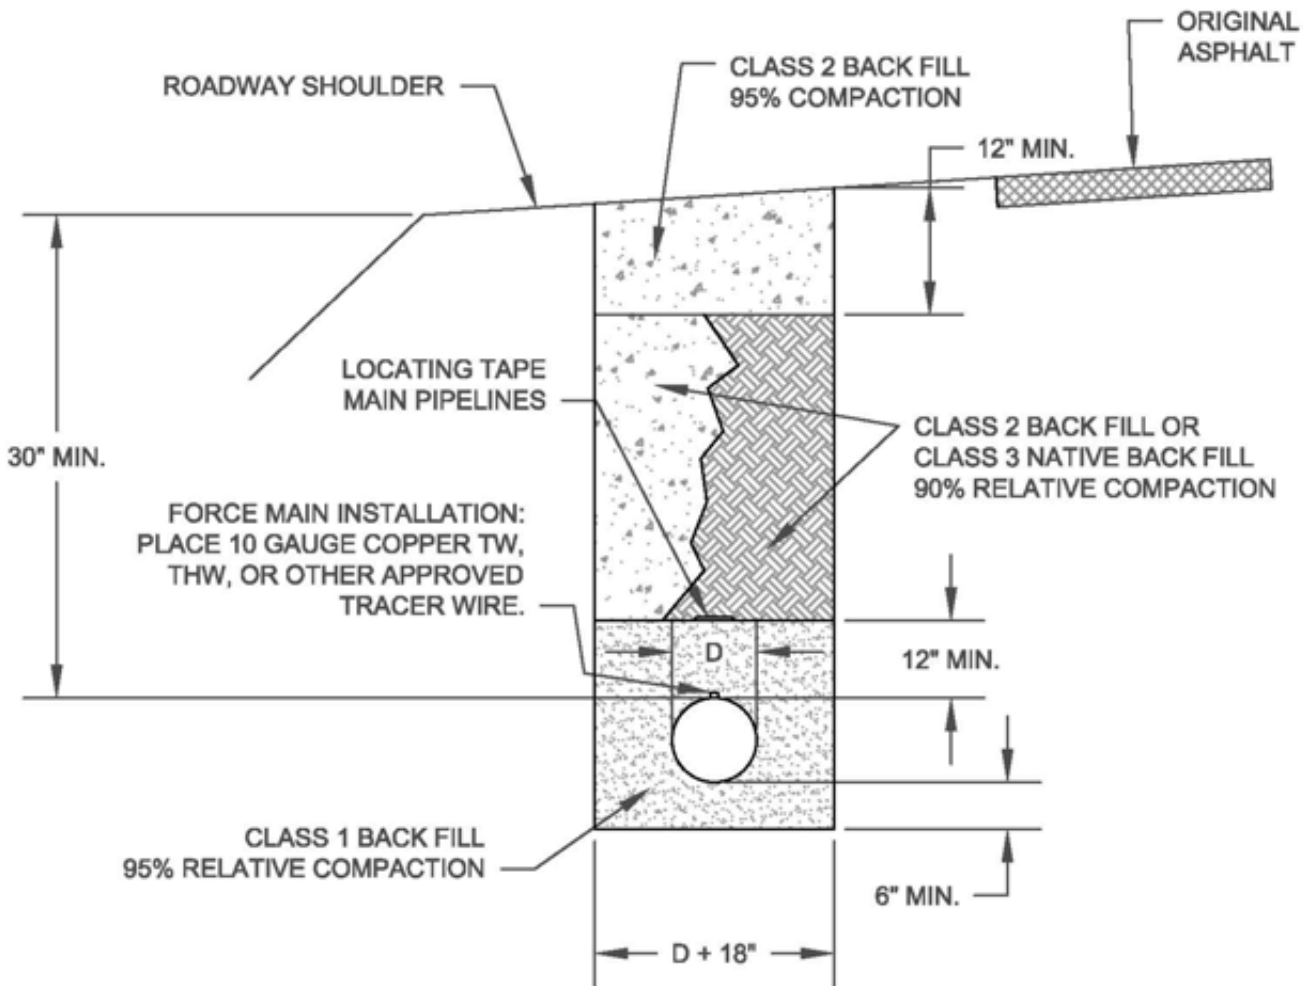 ORIGINAL
ASPHALT
ROADWAY SHOULDER
CLASS 2 BACK FILL
95% COMPACTION
12" MIN.
LOCATING TAPE
MAIN PIPELINES
30" MIN.
CLASS 2 BACK FILL OR
CLASS 3 NATIVE BACK FILL
90% RELATIVE COMPACTION
FORCE MAIN INSTALLATION:
PLACE 10 GAUGE COPPER TW,
THW, OR OTHER APPROVED
TRACER WIRE.
D
12" MIN.
CLASS 1 BACK FILL
95% RELATIVE COMPACTION
6" MIN.
D + 18"